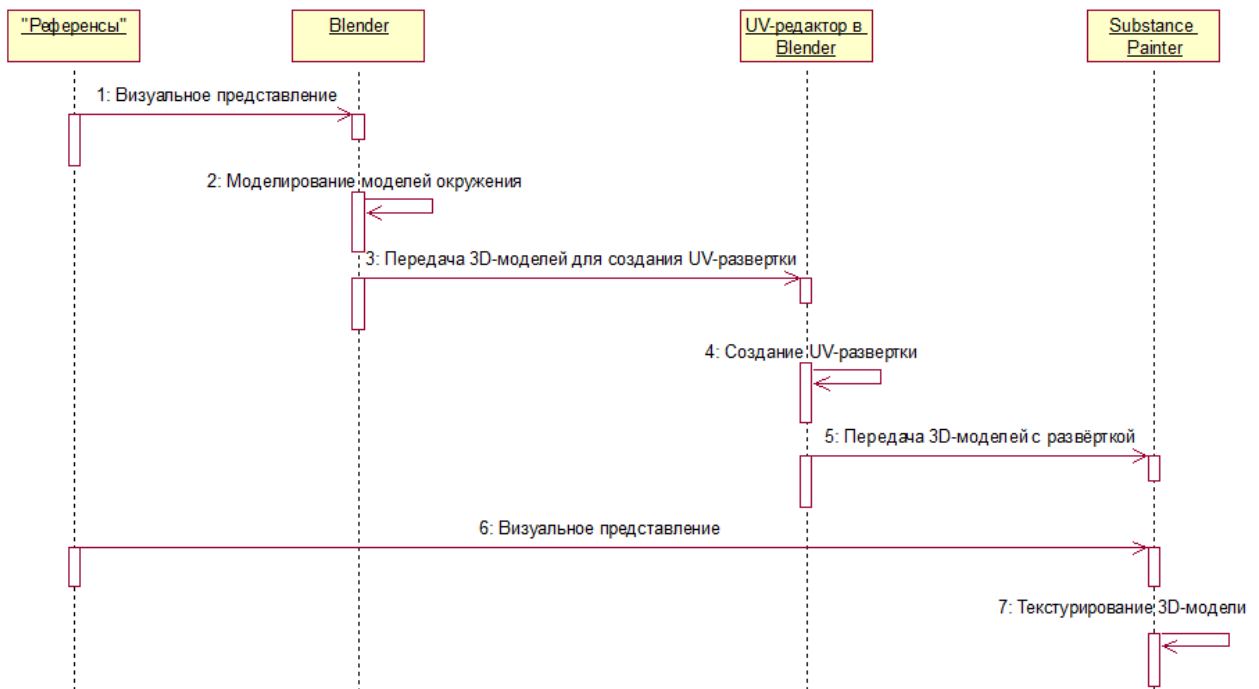 "Референсы"
Blender
UV-редактор в
Blender
Substance
Painter
1: Визуальное представление
2: Моделирование моделей окружения
3: Передача 3D-моделей для создания UV-развертки
4: Создание UV-развертки
5: Передача 3D-моделей с развёрткой
6: Визуальное представление
7: Текстурирование 3D-модели